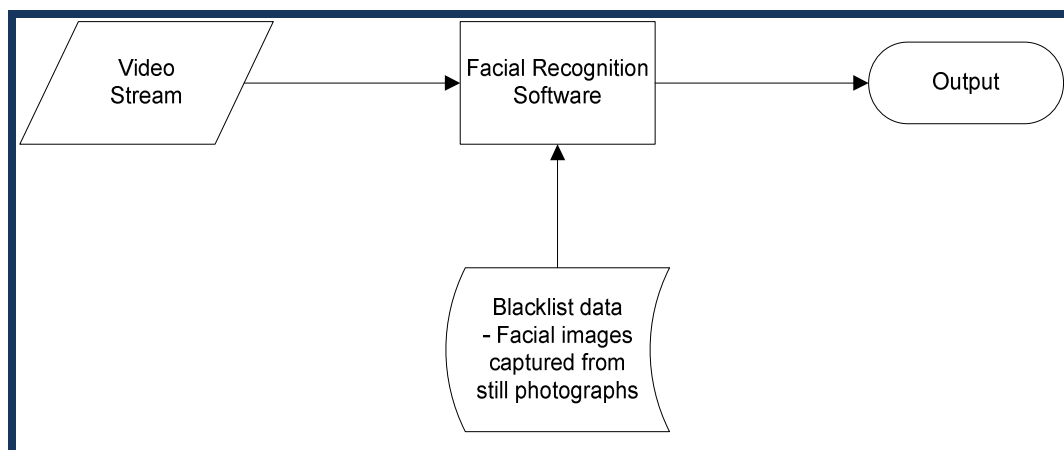 Video
Stream
Facial Recognition
Software
Output
Blacklist data
- Facial images
captured from
still photographs